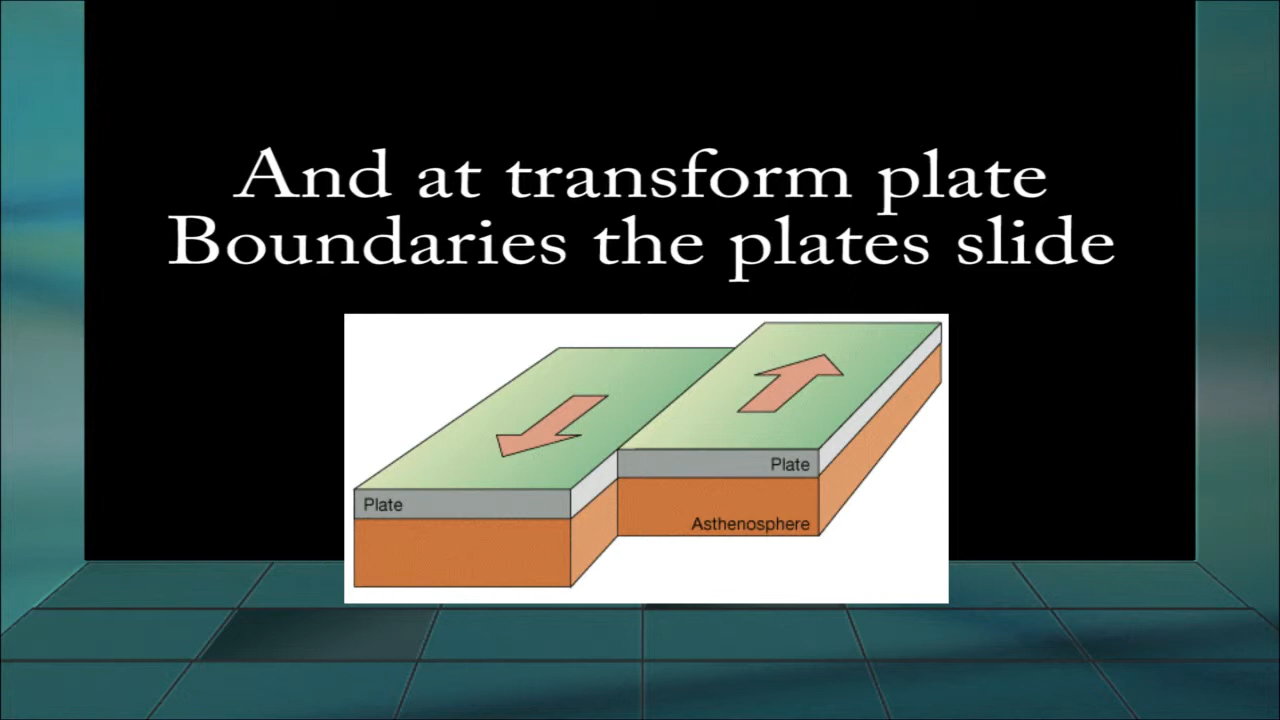 And at transform plate
Boundaries the plates slide
Plate
Plate
Asthenosphere